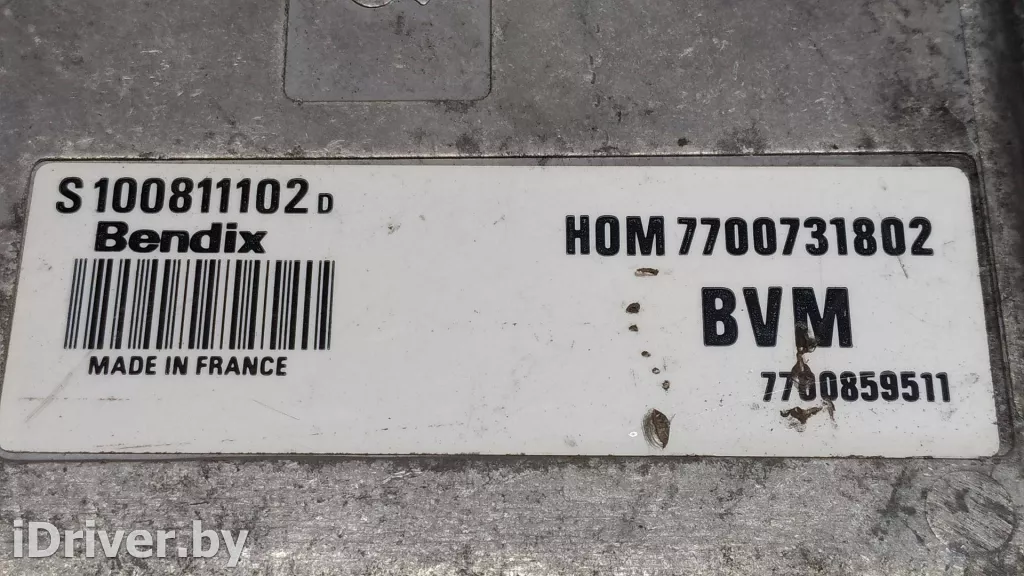 S 100811102 D
Bendix
MADE IN FRANCE
HOM 7700731802
BVM
7700859511
iDriver.by